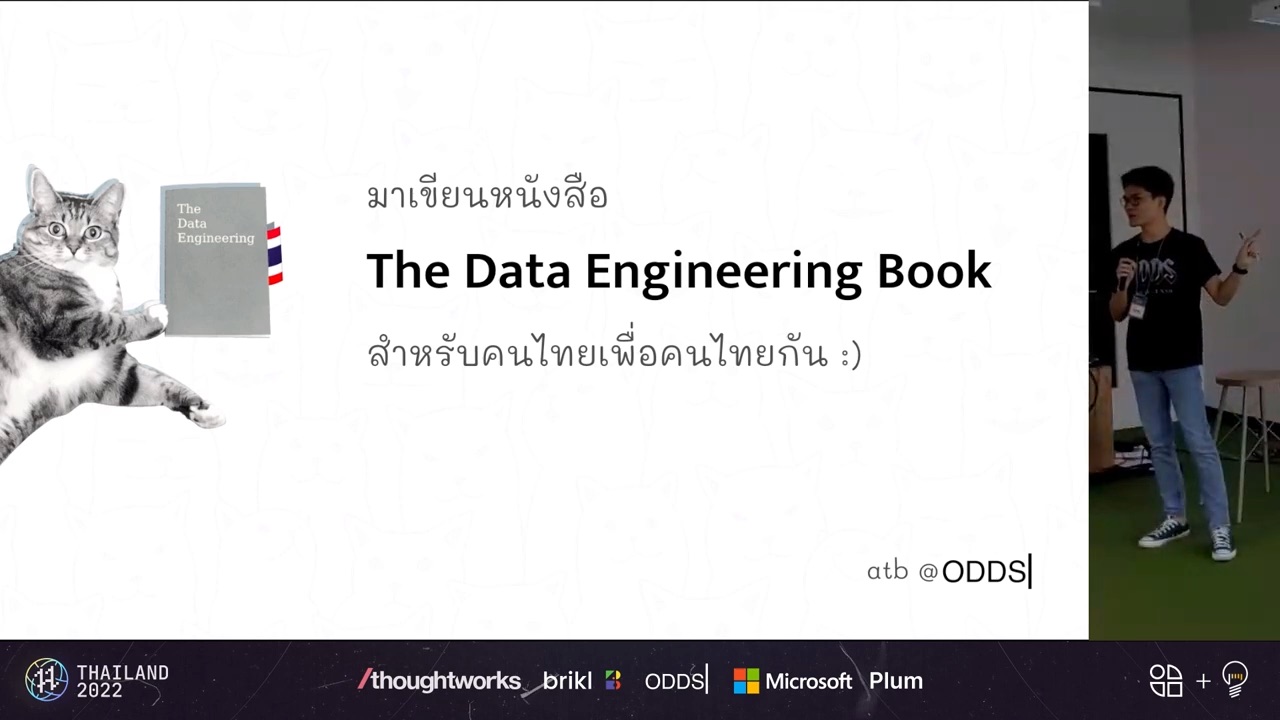 The
Data
Engineering
มาเขียนหนังสือ
The Data Engineering Book
สำหรับคนไทยเพื่อคนไทยกัน :)
atb @ODDS|
ODDS
THAILAND
2022
/thoughtworks
brikl
ODDS|
Microsoft
Plum